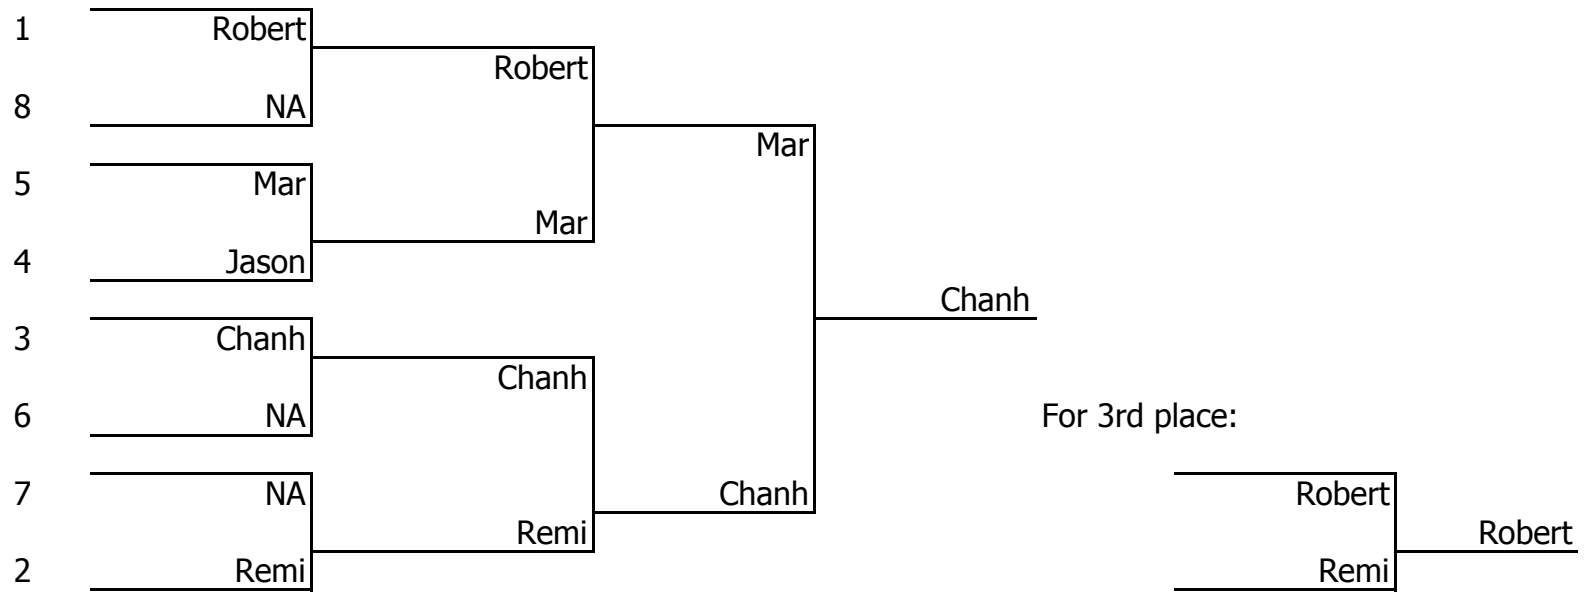 1 Robert
Robert
8 NA
Mar
5 Mar
Mar
4 Jason
Chanh
3 Chanh
Chanh
6 NA
For 3rd place:
7 NA
Chanh
Robert
Remi
Robert
2 Remi
Remi